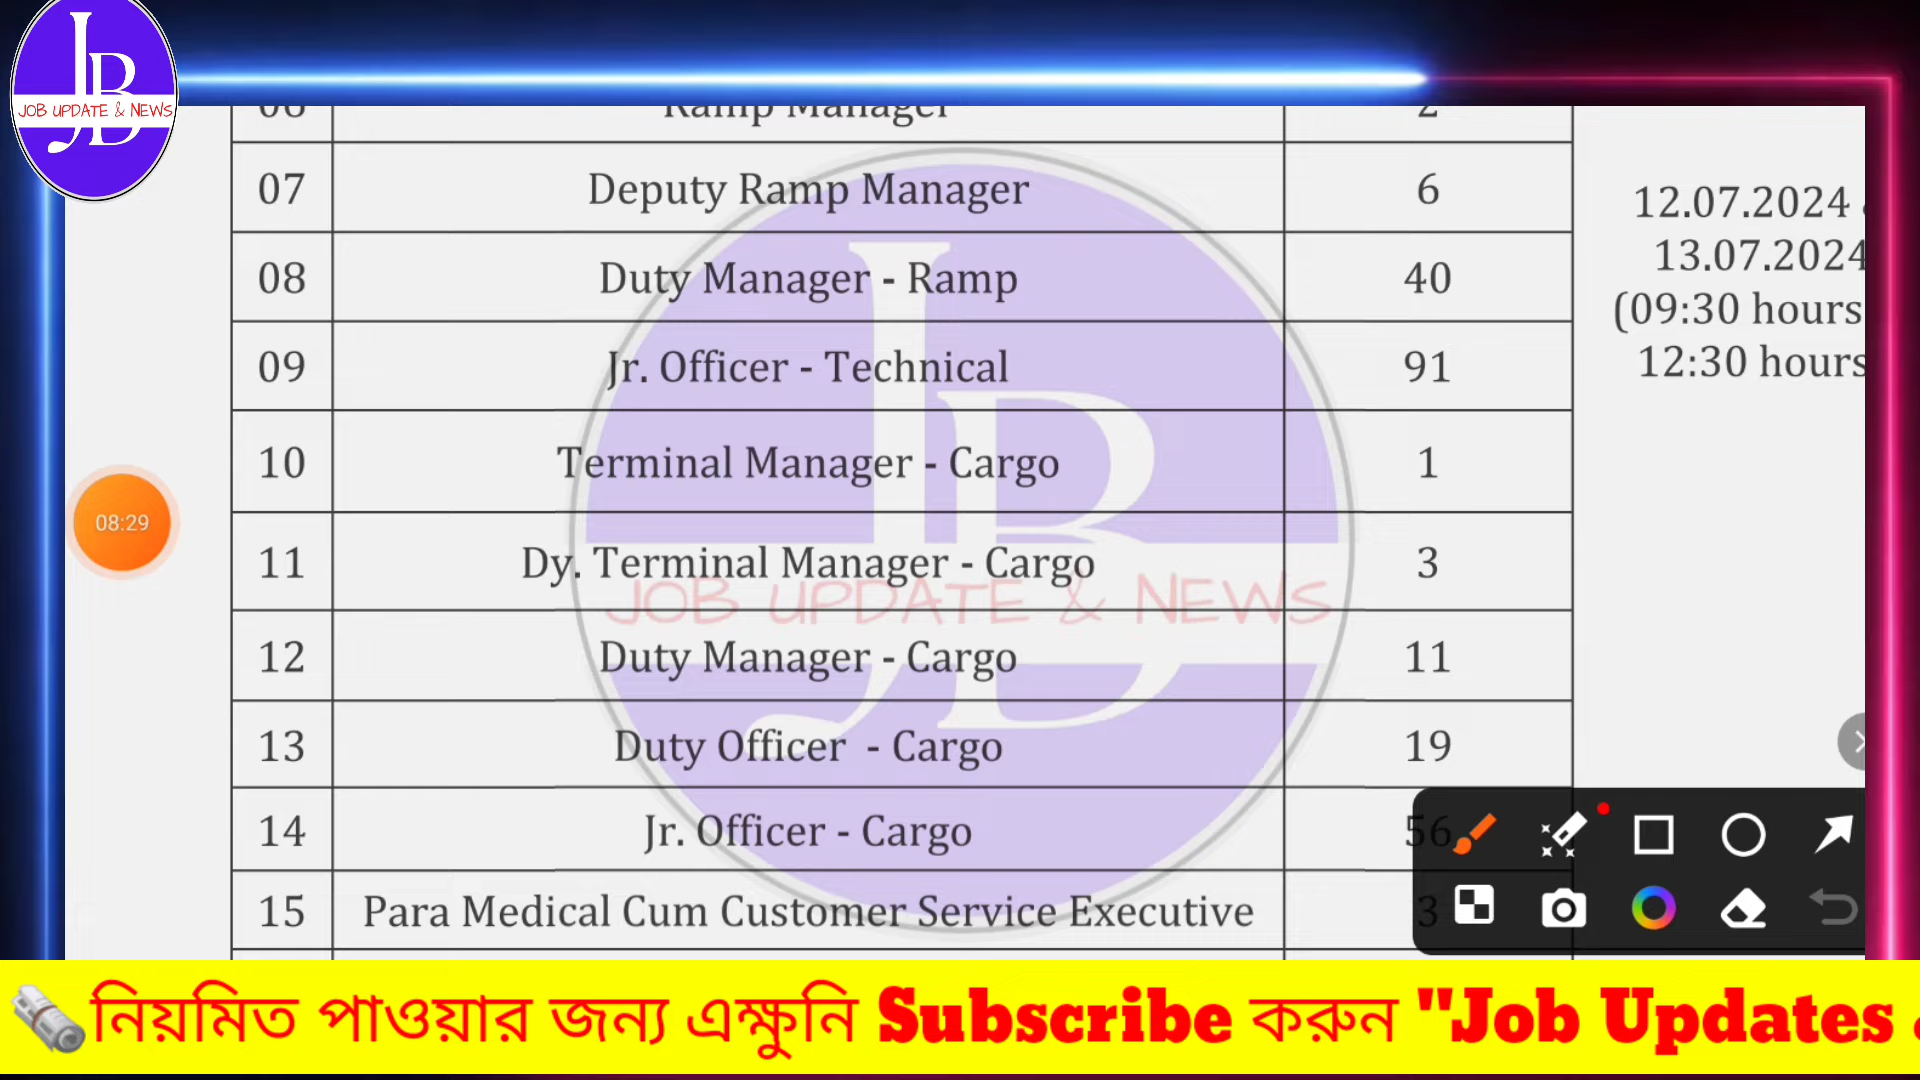 JB
JOB UPDATE & NEWS
06 Ramp Manager 2
07 Deputy Ramp Manager 6
08 Duty Manager - Ramp 40
09 Jr. Officer - Technical 91
10 Terminal Manager - Cargo 1
11 Dy. Terminal Manager - Cargo 3
12 Duty Manager - Cargo 11
13 Duty Officer - Cargo 19
14 Jr. Officer - Cargo 56
15 Para Medical Cum Customer Service Executive 3
12.07.2024
13.07.2024
(09:30 hours
12:30 hours
JB
JOB UPDATE & NEWS
08:29
নিয়মিত পাওয়ার জন্য এক্ষুনি Subscribe করুন "Job Updates &